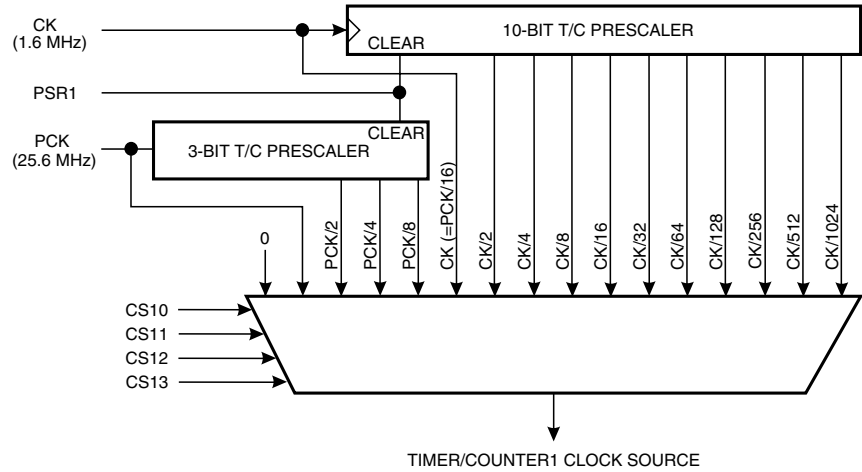 CK
(1.6 MHz)
10-BIT T/C PRESCALER
CLEAR
PSR1
PCK
(25.6 MHz)
CLEAR
3-BIT T/C PRESCALER
0
PCK/2
PCK/4
PCK/8
CK (=PCK/16)
CK/2
CK/4
CK/8
CK/16
CK/32
CK/64
CK/128
CK/256
CK/512
CK/1024
CS10
CS11
CS12
CS13
TIMER/COUNTER1 CLOCK SOURCE